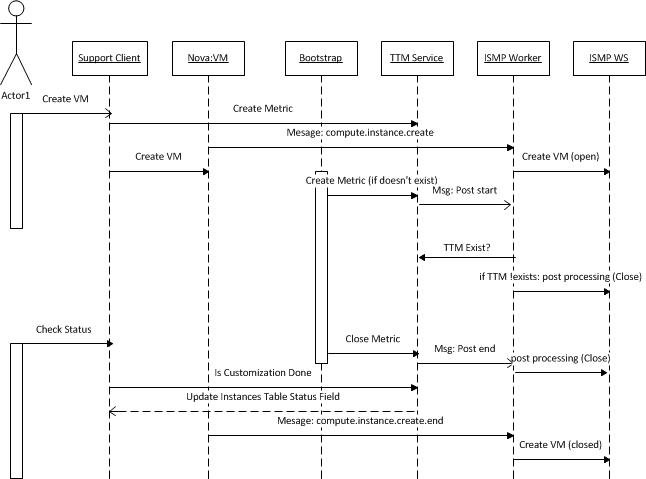 Support Client
Nova:VM
Bootstrap
TTM Service
ISMP Worker
ISMP WS
Actor1
Create VM
Create Metric
Mesage: compute.instance.create
Create VM
Create VM (open)
Create Metric (if doesn't exist)
Msg: Post start
TTM Exist?
if TTM !exists: post processing (Close)
Check Status
Close Metric
Msg: Post end
post processing (Close)
Is Customization Done
Update Instances Table Status Field
Mesage: compute.instance.create.end
Create VM (closed)